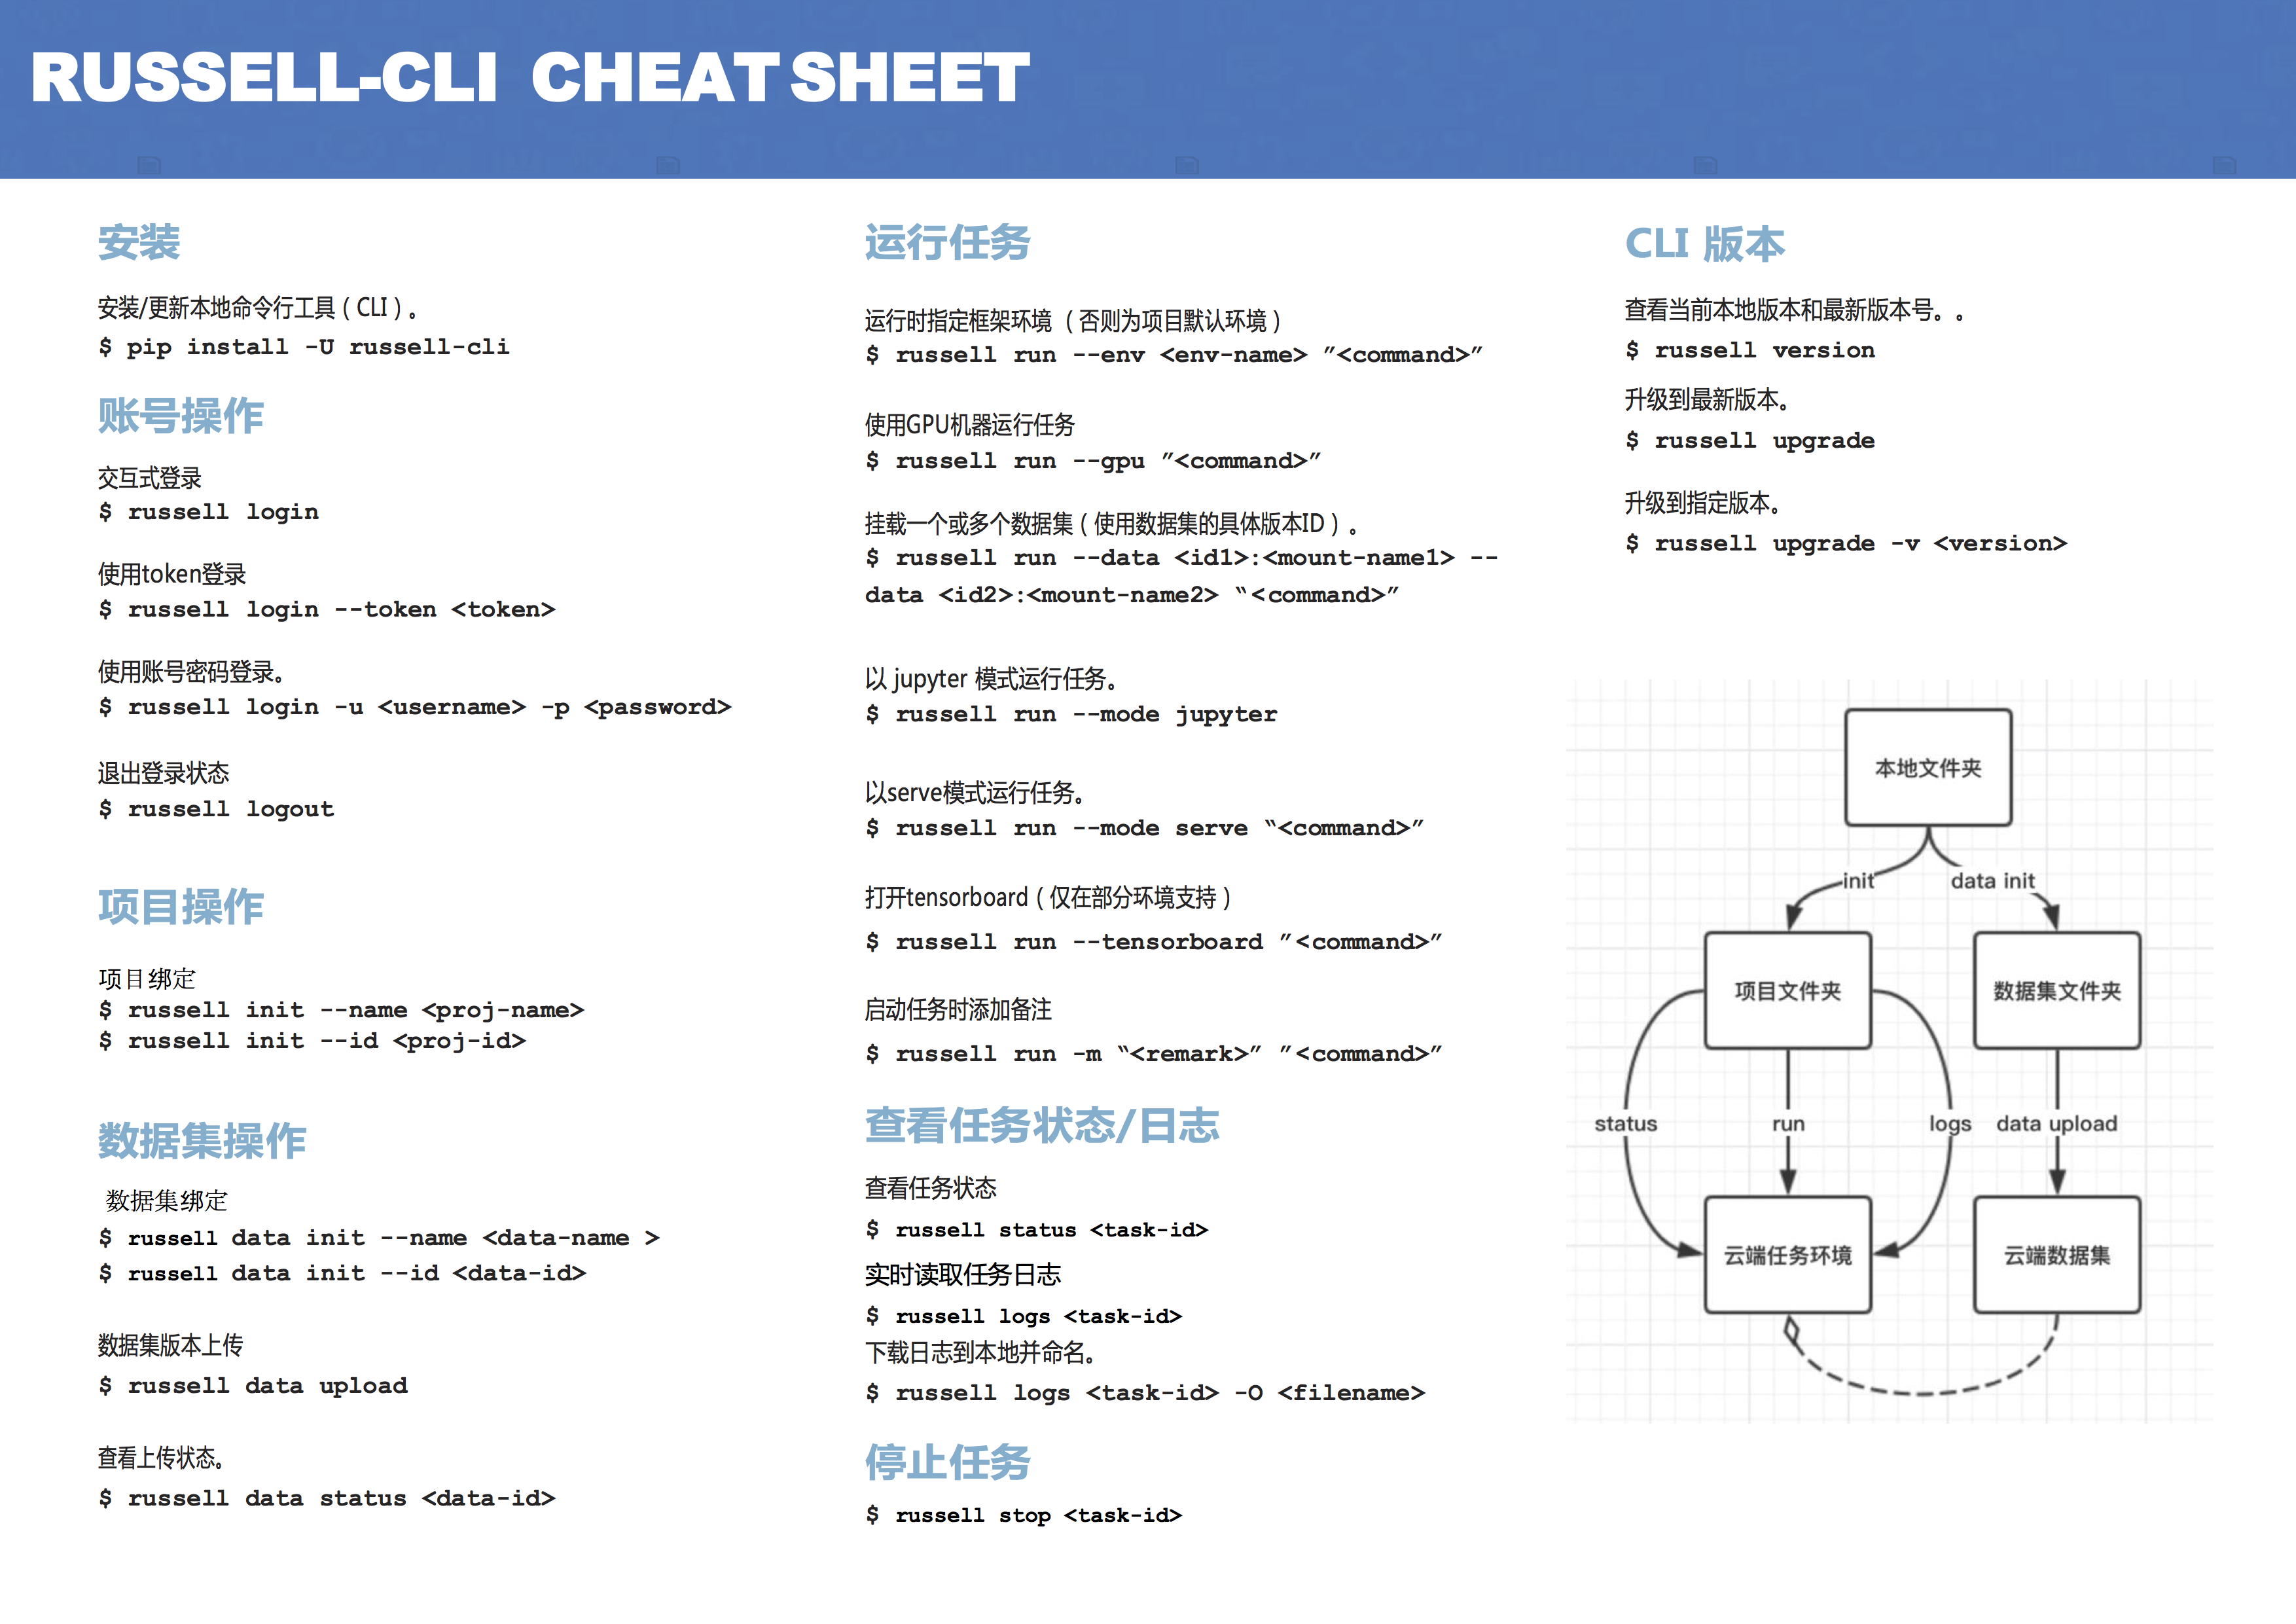 RUSSELL-CLI CHEAT SHEET
安装
安装/更新本地命令行工具（CLI）。
$ pip install -U russell-cli
账号操作
交互式登录
$ russell login
使用token登录
$ russell login --token <token>
使用账号密码登录。
$ russell login -u <username> -p <password>
退出登录状态
$ russell logout
项目操作
项目绑定
$ russell init --name <proj-name>
$ russell init --id <proj-id>
数据集操作
数据集绑定
$ russell data init --name <data-name >
$ russell data init --id <data-id>
数据集版本上传
$ russell data upload
查看上传状态。
$ russell data status <data-id>
运行任务
运行时指定框架环境（否则为项目默认环境）
$ russell run --env <env-name> ”<command>”
使用GPU机器运行任务
$ russell run --gpu ”<command>”
挂载一个或多个数据集（使用数据集的具体版本ID）。
$ russell run --data <id1>:<mount-name1> --
data <id2>:<mount-name2> “<command>”
以 jupyter 模式运行任务。
$ russell run --mode jupyter
以serve模式运行任务。
$ russell run --mode serve “<command>”
打开tensorboard（仅在部分环境支持）
$ russell run --tensorboard ”<command>”
启动任务时添加备注
$ russell run -m “<remark>” ”<command>”
查看任务状态/日志
查看任务状态
$ russell status <task-id>
实时读取任务日志
$ russell logs <task-id>
下载日志到本地并命名。
$ russell logs <task-id> -O <filename>
停止任务
$ russell stop <task-id>
CLI 版本
查看当前本地版本和最新版本号。。
$ russell version
升级到最新版本。
$ russell upgrade
升级到指定版本。
$ russell upgrade -v <version>
本地文件夹
init
data init
项目文件夹
数据集文件夹
status
run
logs
data upload
云端任务环境
云端数据集